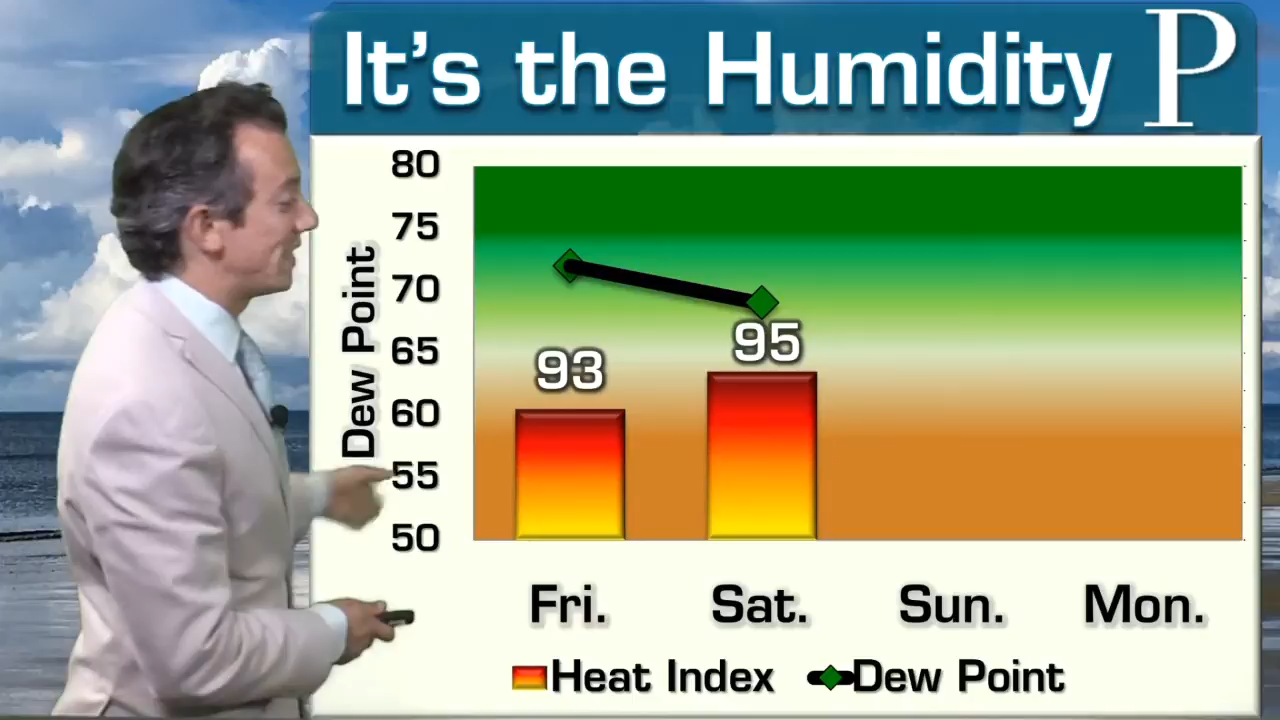 It's the Humidity P
80
75
70
65
60
55
50
Dew Point
93
95
Fri. Sat. Sun. Mon.
Heat Index Dew Point